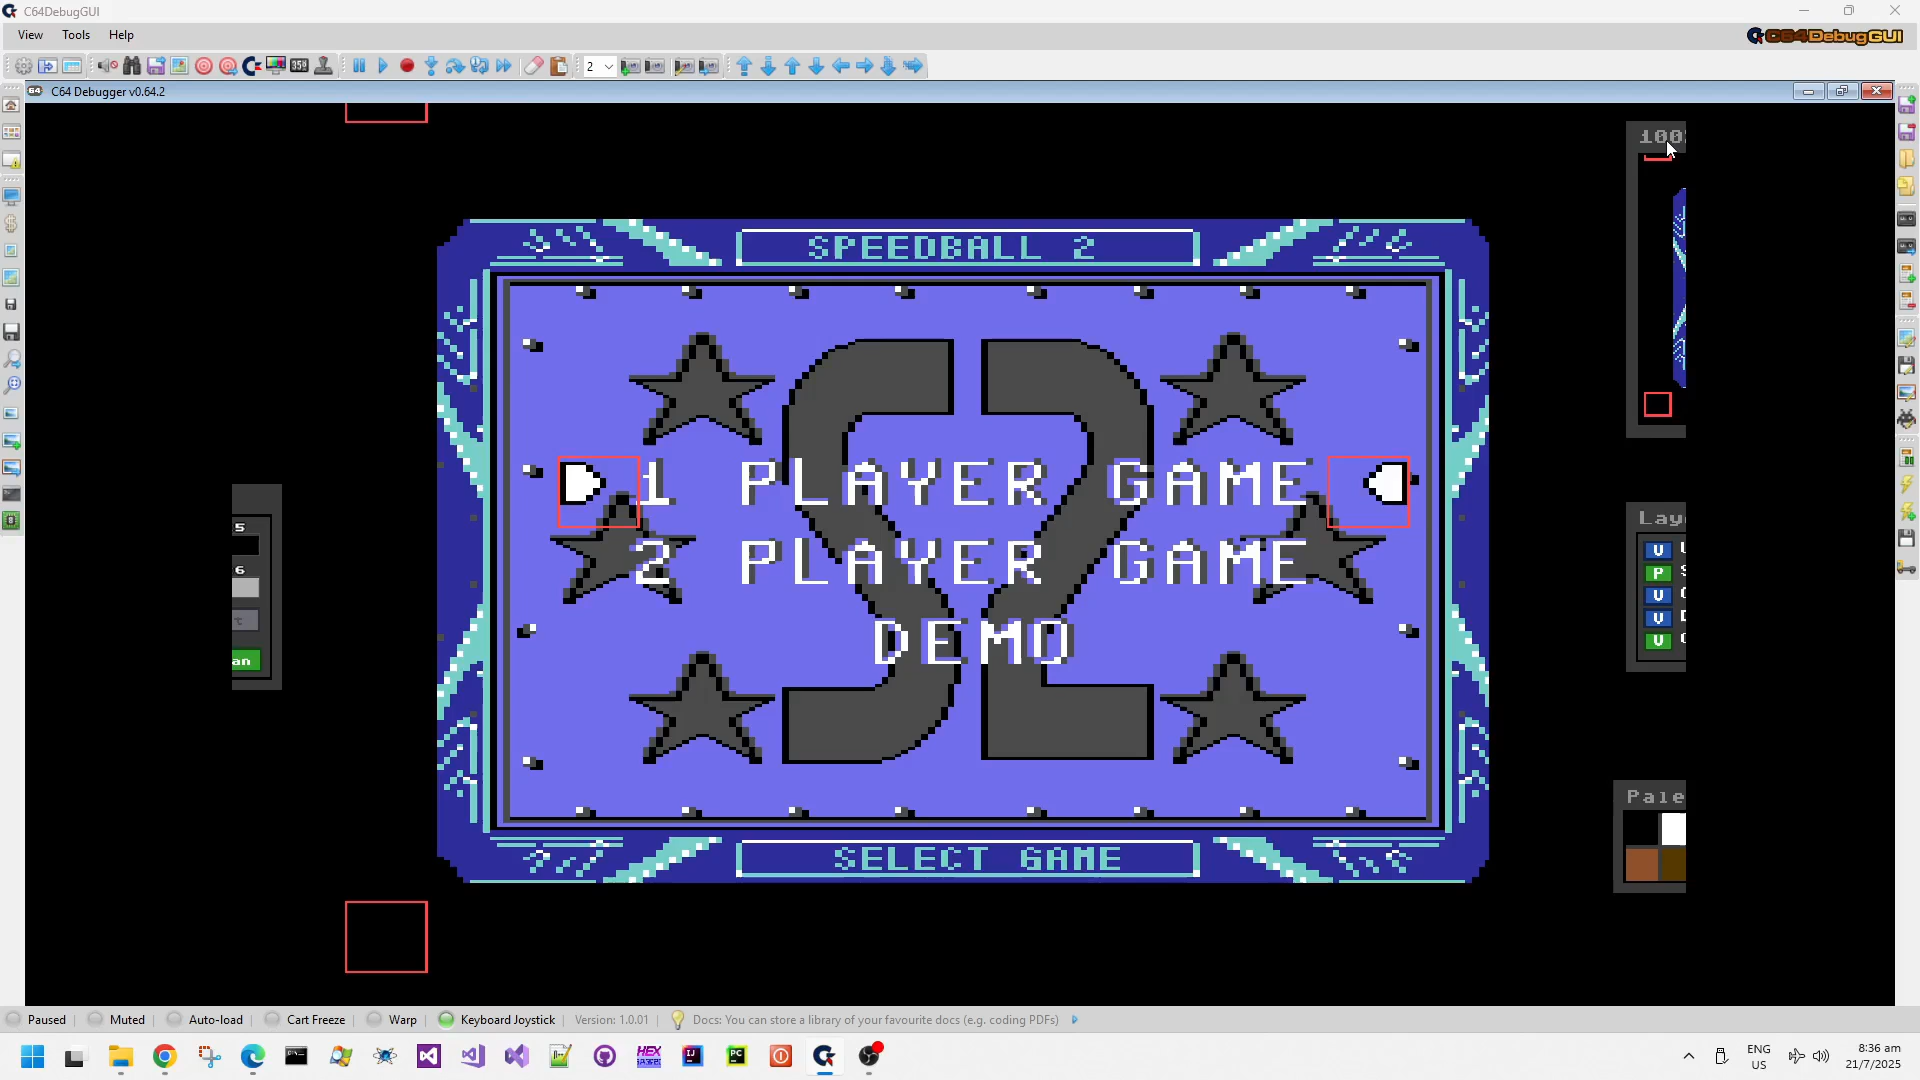 C64DebugGUI
View Tools Help
C64DebugGUI
2
C64 Debugger v0.64.2
100%
SPEEDBALL 2
1 PLAYER GAME
2 PLAYER GAME
DEMO
SELECT GAME
5
6
an
Lay
U
P
U
U
U
Pale
Paused Muted Auto-load Cart Freeze Warp Keyboard Joystick Version: 1.0.01 Docs: You can store a library of your favourite docs (e.g. coding PDFs)
ENG
US
8:36 am
21/7/2025